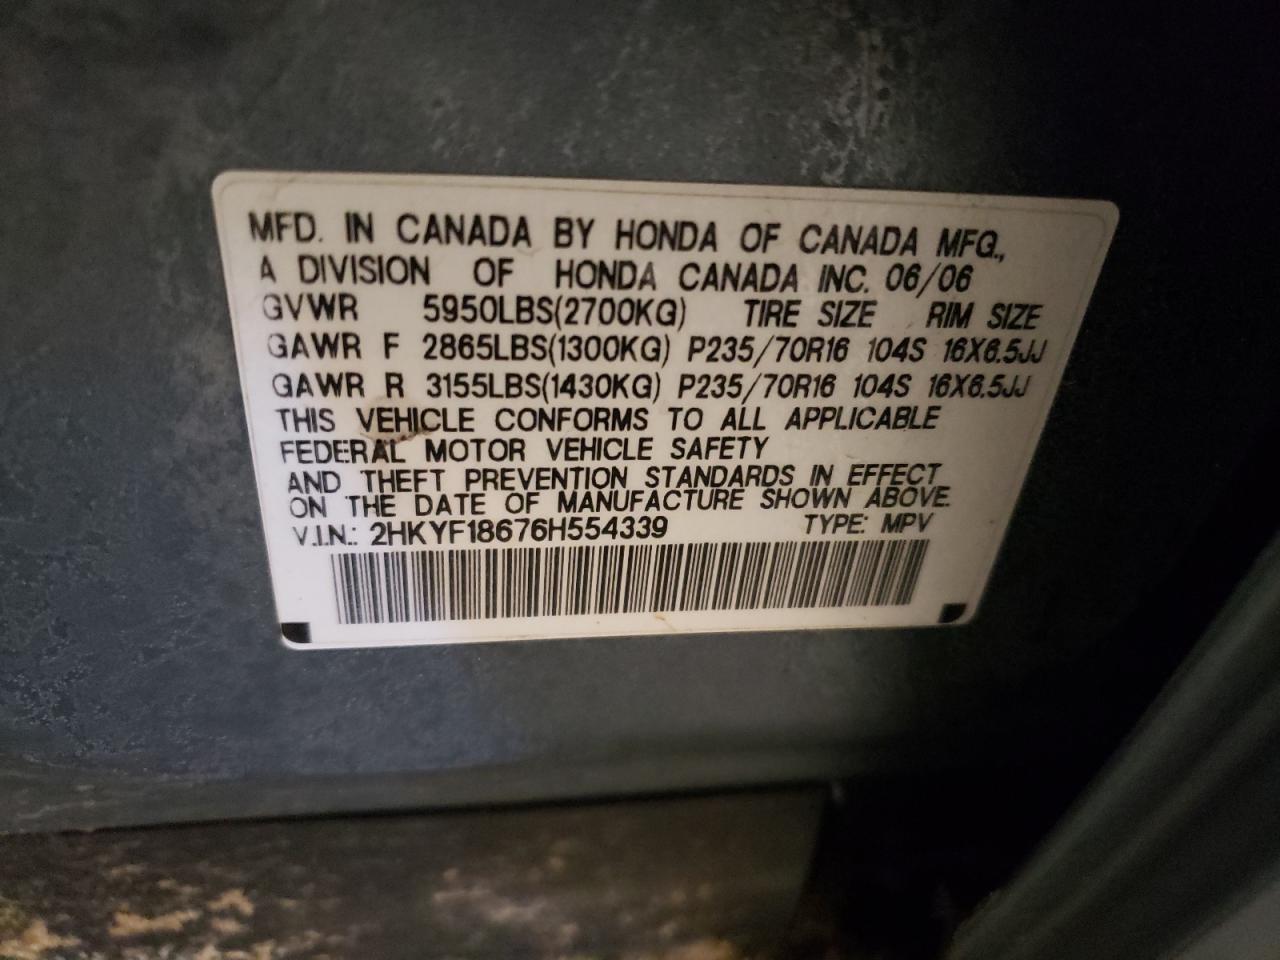 MFD. IN CANADA BY HONDA OF CANADA MFG.,
A DIVISION OF HONDA CANADA INC. 06/06
GVWR 5950LBS(2700KG) TIRE SIZE RIM SIZE
GAWR F 2865LBS(1300KG) P235/70R16 104S 16X6.5JJ
GAWR R 3155LBS(1430KG) P235/70R16 104S 16X6.5JJ
THIS VEHICLE CONFORMS TO ALL APPLICABLE
FEDERAL MOTOR VEHICLE SAFETY
AND THEFT PREVENTION STANDARDS IN EFFECT
ON THE DATE OF MANUFACTURE SHOWN ABOVE.
V.I.N.: 2HKYF18676H554339 TYPE: MPV